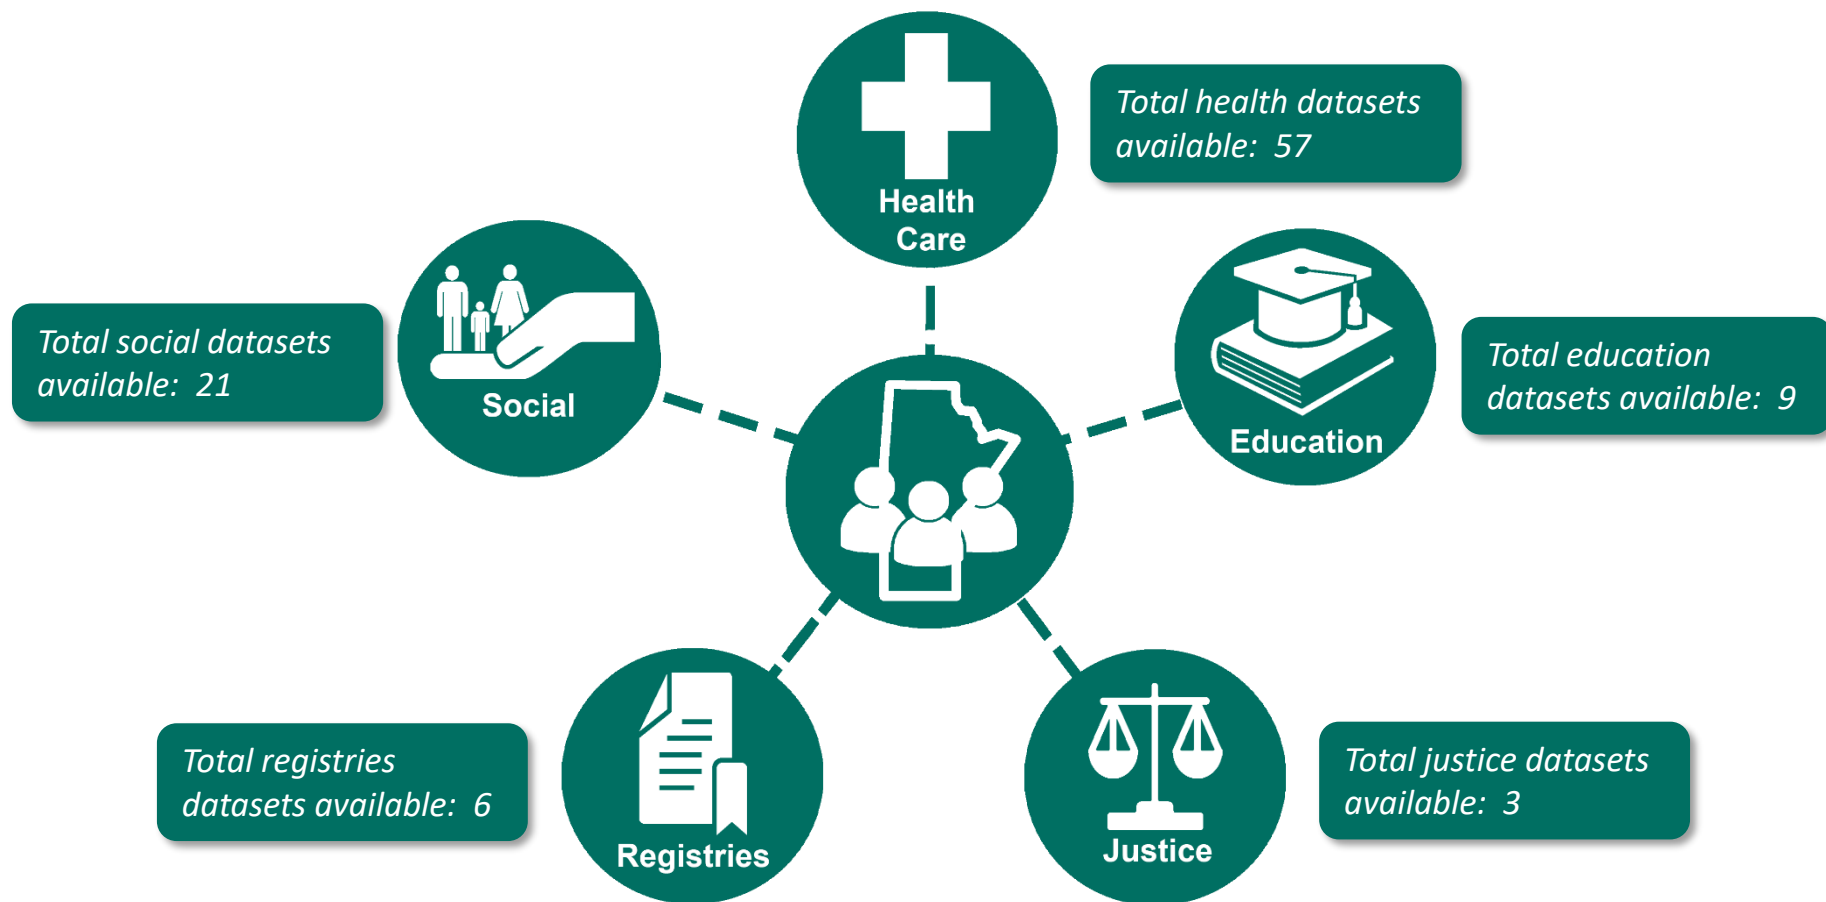 Health
Care
Total health datasets
available:  57
Social
Total social datasets
available:  21
Education
Total education
datasets available:  9
Registries
Total registries
datasets available:  6
Justice
Total justice datasets
available:  3